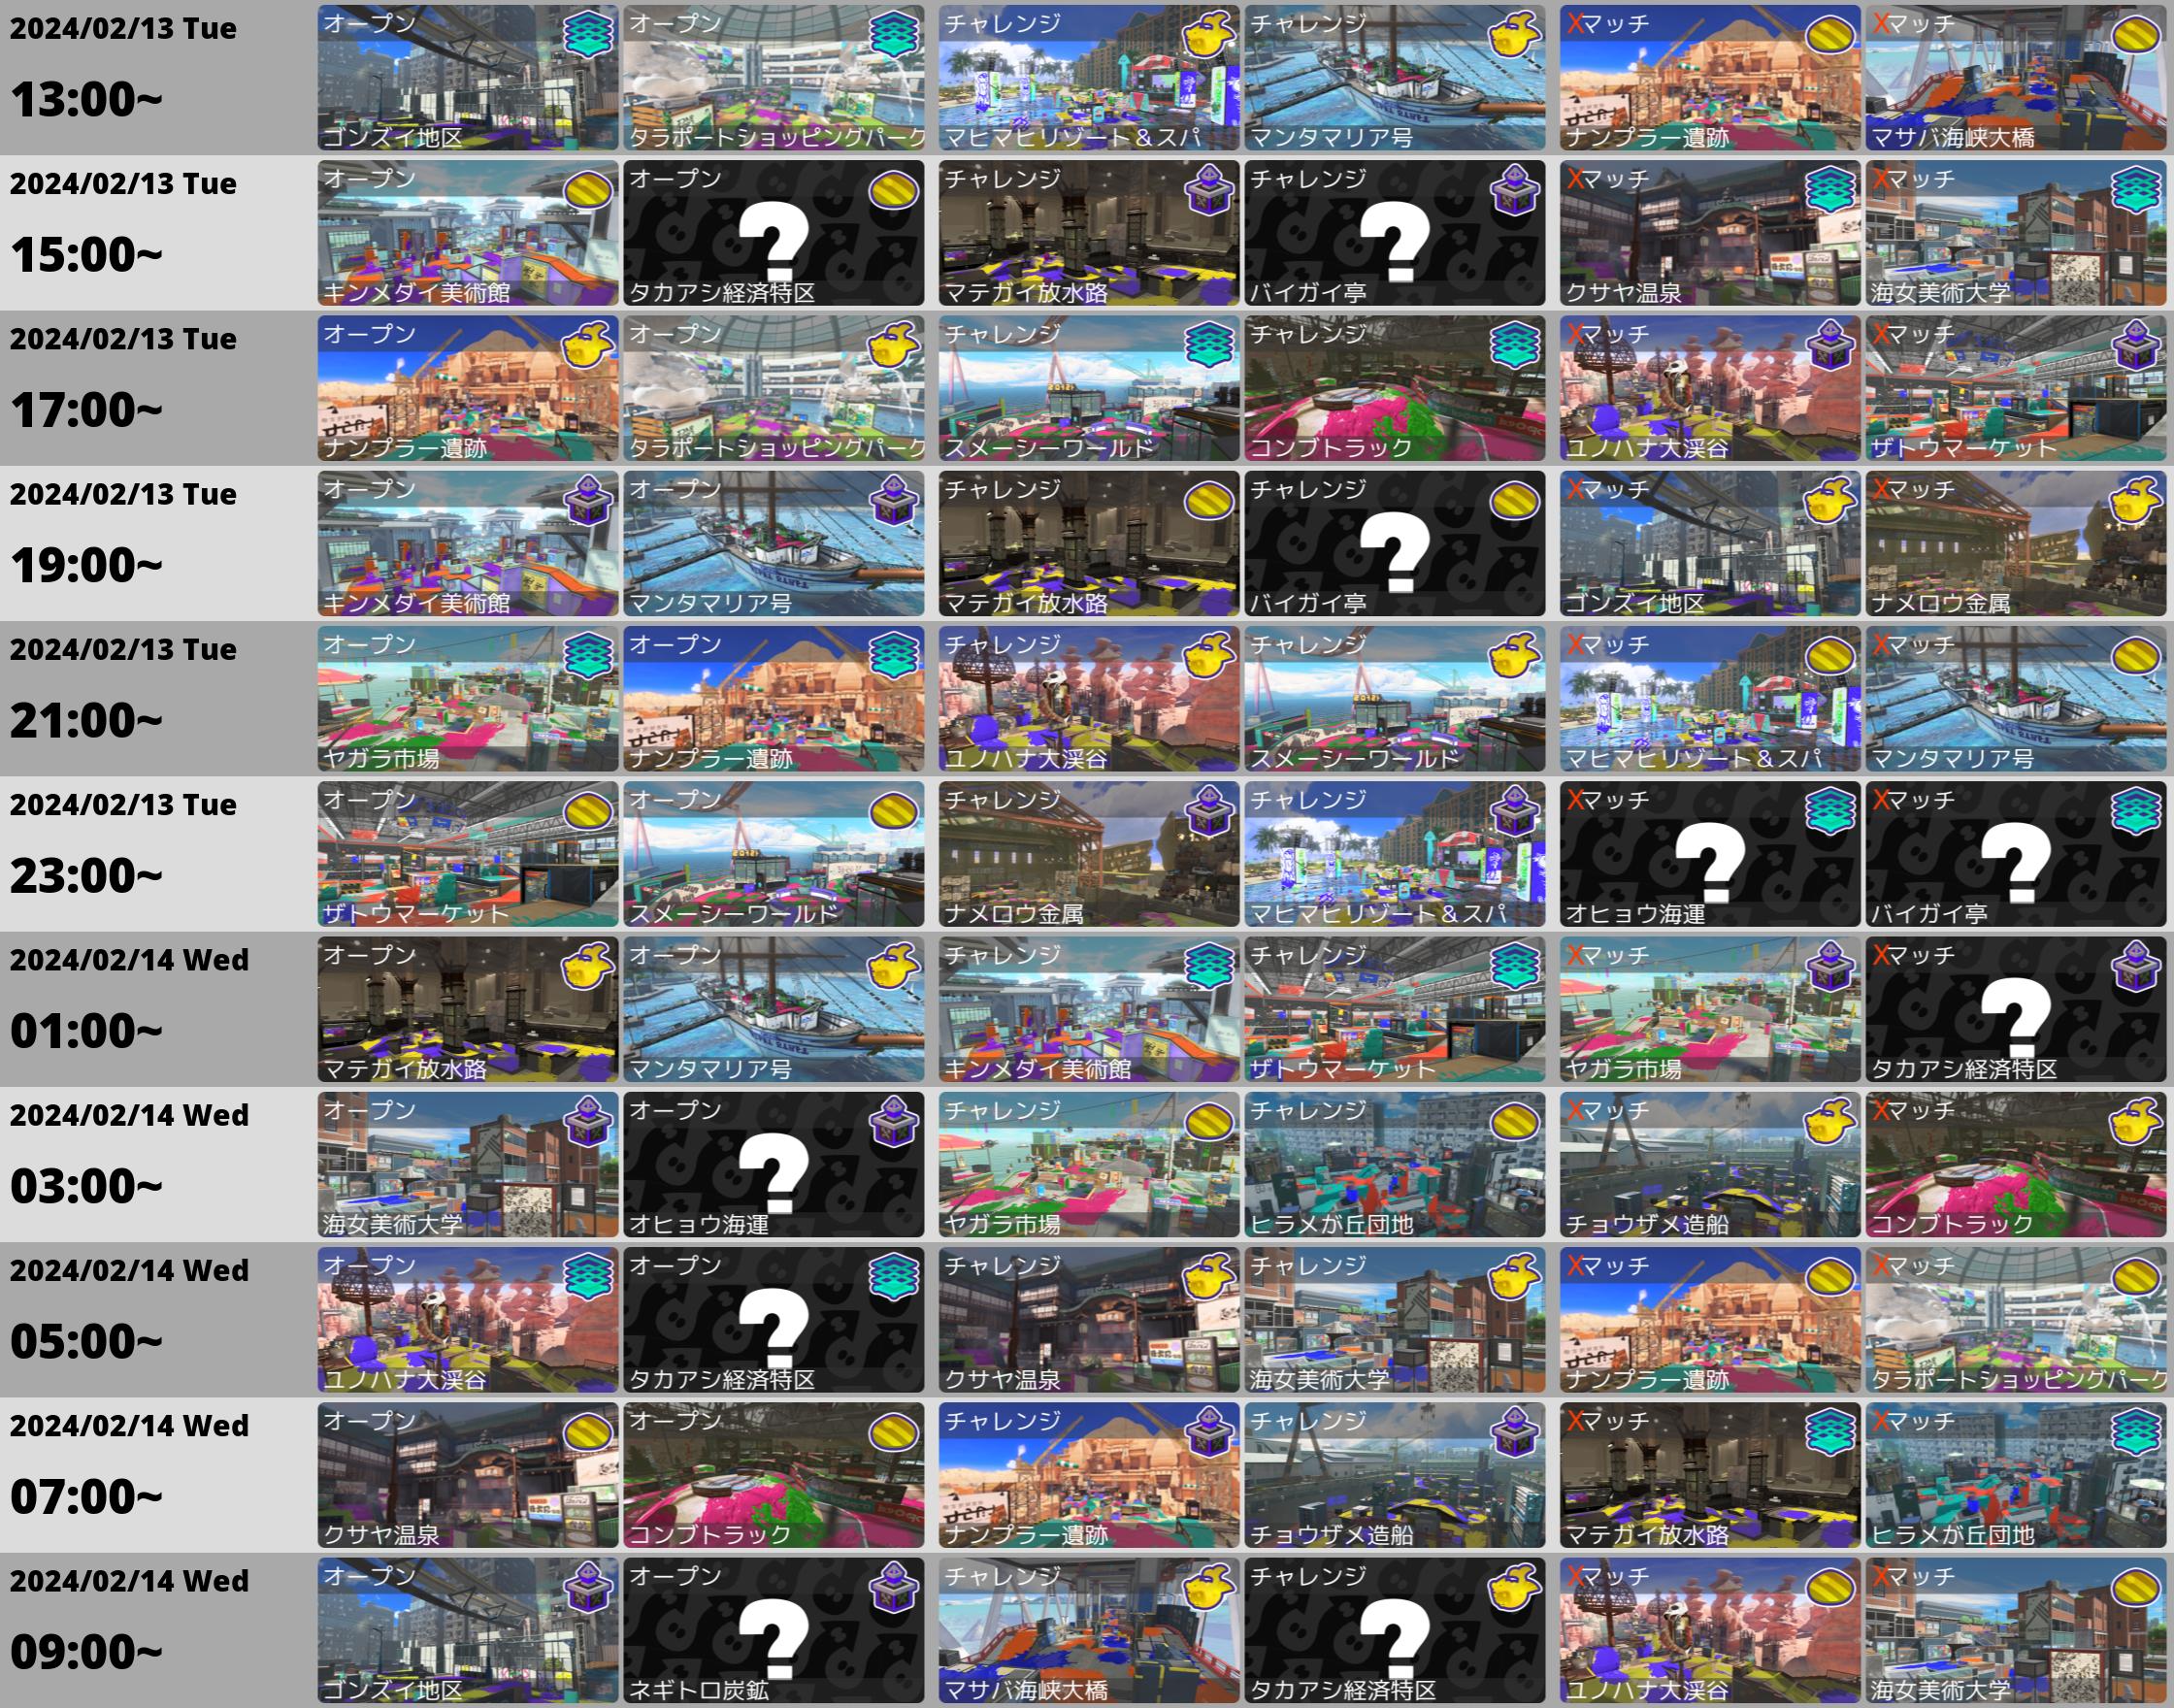 2024/02/13 Tue
13:00~
オープン オープン チャレンジ チャレンジ Xマッチ Xマッチ
ゴンズイ地区 タラポートショッピングパーク マヒマヒリゾート＆スパ マンタマリア号 ナンプラー遺跡 マサバ海峡大橋
2024/02/13 Tue
15:00~
オープン オープン チャレンジ チャレンジ Xマッチ Xマッチ
キンメダイ美術館 タカアシ経済特区 マテガイ放水路 バイガイ亭 クサヤ温泉 海女美術大学
2024/02/13 Tue
17:00~
オープン オープン チャレンジ チャレンジ Xマッチ Xマッチ
ナンプラー遺跡 タラポートショッピングパーク スメーシーワールド コンブトラック ユノハナ大渓谷 ザトウマーケット
2024/02/13 Tue
19:00~
オープン オープン チャレンジ チャレンジ Xマッチ Xマッチ
キンメダイ美術館 マンタマリア号 マテガイ放水路 バイガイ亭 ゴンズイ地区 ナメロウ金属
2024/02/13 Tue
21:00~
オープン オープン チャレンジ チャレンジ Xマッチ Xマッチ
ヤガラ市場 ナンプラー遺跡 ユノハナ大渓谷 スメーシーワールド マヒマヒリゾート＆スパ マンタマリア号
2024/02/13 Tue
23:00~
オープン オープン チャレンジ チャレンジ Xマッチ Xマッチ
ザトウマーケット スメーシーワールド ナメロウ金属 マヒマヒリゾート＆スパ オヒョウ海運 バイガイ亭
2024/02/14 Wed
01:00~
オープン オープン チャレンジ チャレンジ Xマッチ Xマッチ
マテガイ放水路 マンタマリア号 キンメダイ美術館 ザトウマーケット ヤガラ市場 タカアシ経済特区
2024/02/14 Wed
03:00~
オープン オープン チャレンジ チャレンジ Xマッチ Xマッチ
海女美術大学 オヒョウ海運 ヤガラ市場 ヒラメが丘団地 チョウザメ造船 コンブトラック
2024/02/14 Wed
05:00~
オープン オープン チャレンジ チャレンジ Xマッチ Xマッチ
ユノハナ大渓谷 タカアシ経済特区 クサヤ温泉 海女美術大学 ナンプラー遺跡 タラポートショッピングパーク
2024/02/14 Wed
07:00~
オープン オープン チャレンジ チャレンジ Xマッチ Xマッチ
クサヤ温泉 コンブトラック ナンプラー遺跡 チョウザメ造船 マテガイ放水路 ヒラメが丘団地
2024/02/14 Wed
09:00~
オープン オープン チャレンジ チャレンジ Xマッチ Xマッチ
ゴンズイ地区 ネギトロ炭鉱 マサバ海峡大橋 タカアシ経済特区 ユノハナ大渓谷 海女美術大学